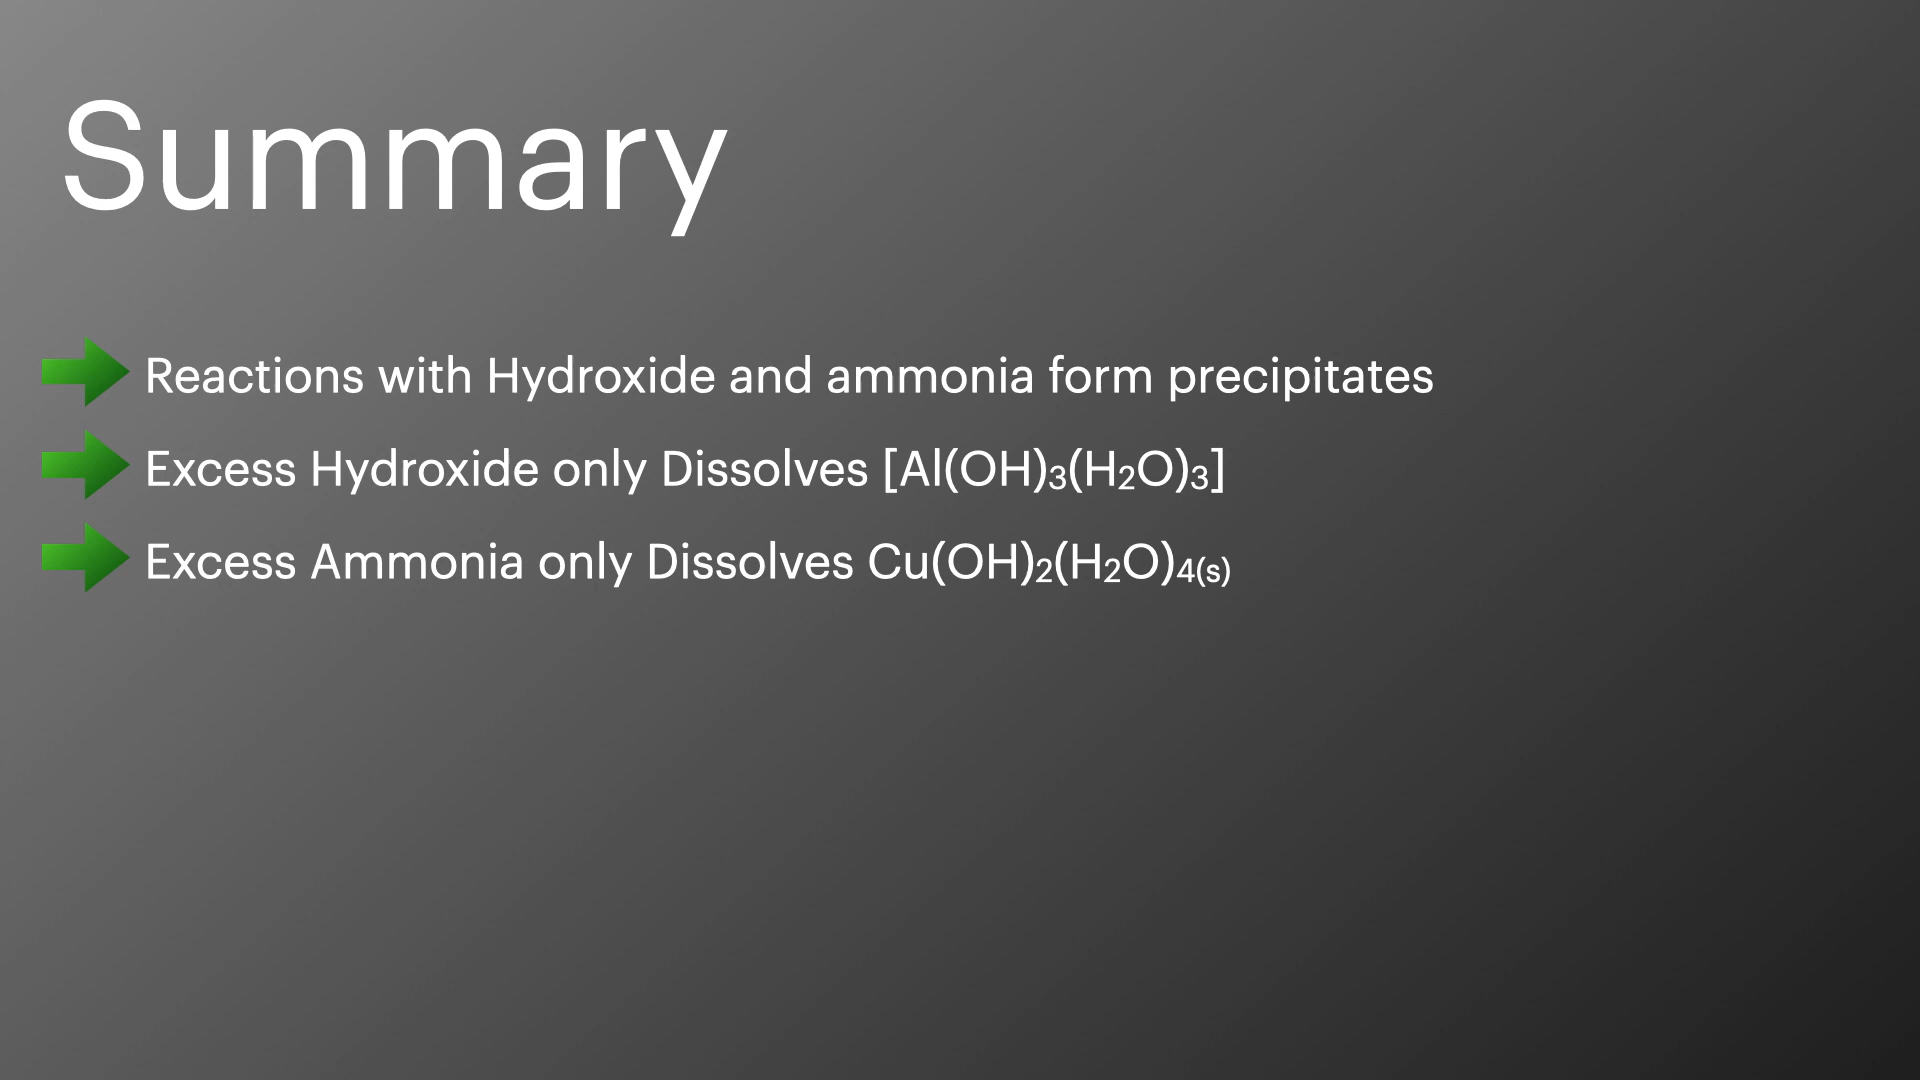 Summary
Reactions with Hydroxide and ammonia form precipitates
Excess Hydroxide only Dissolves [Al(OH)₃(H₂O)₃]
Excess Ammonia only Dissolves Cu(OH)₂(H₂O)₄₍ₛ₎